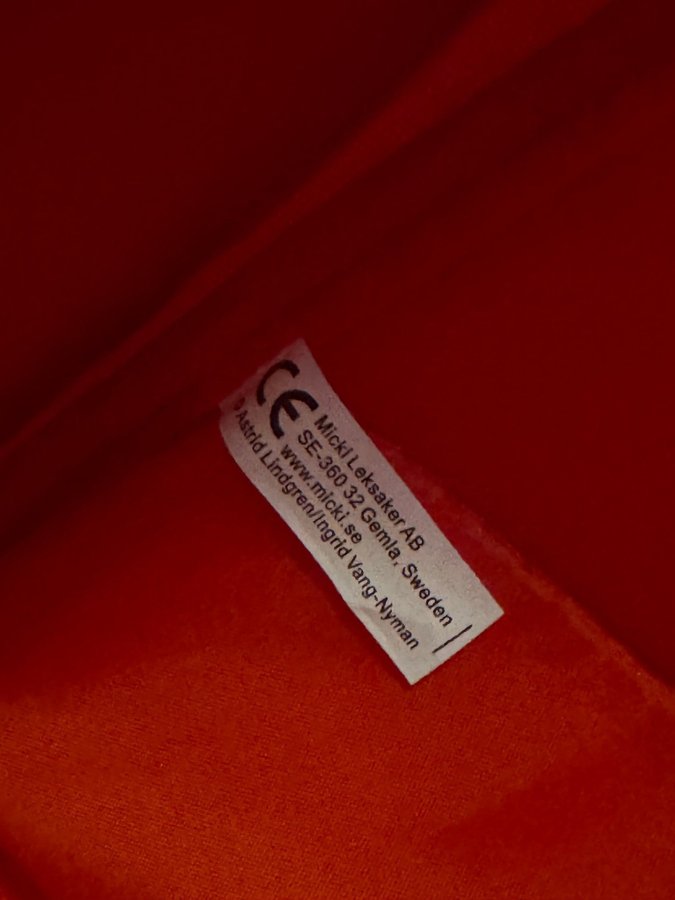 CE
Micki Leksaker AB
SE-360 32 Gemla, Sweden
www.micki.se
© Astrid Lindgren/Ingrid Vang-Nyman